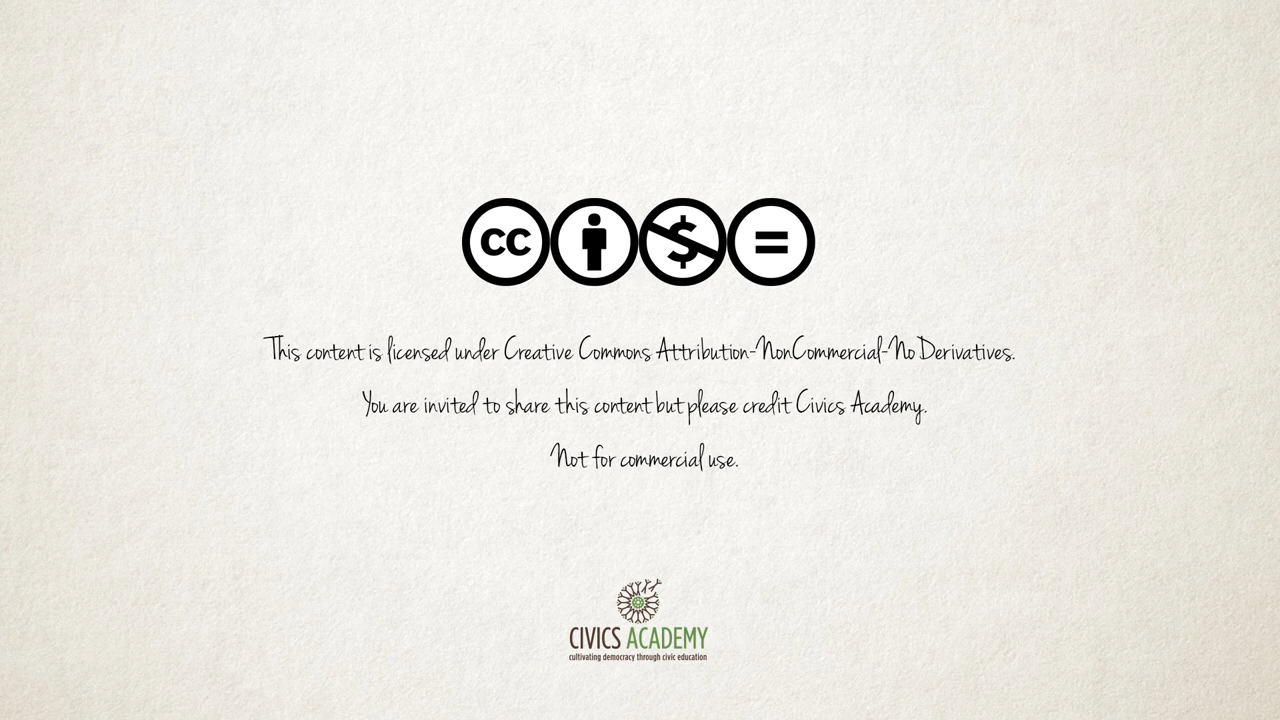 CC
This content is licensed under Creative Commons Attribution-NonCommercial-No Derivatives.
You are invited to share this content but please credit Civics Academy.
Not for commercial use.
CIVICS ACADEMY
cultivating democracy through civic education